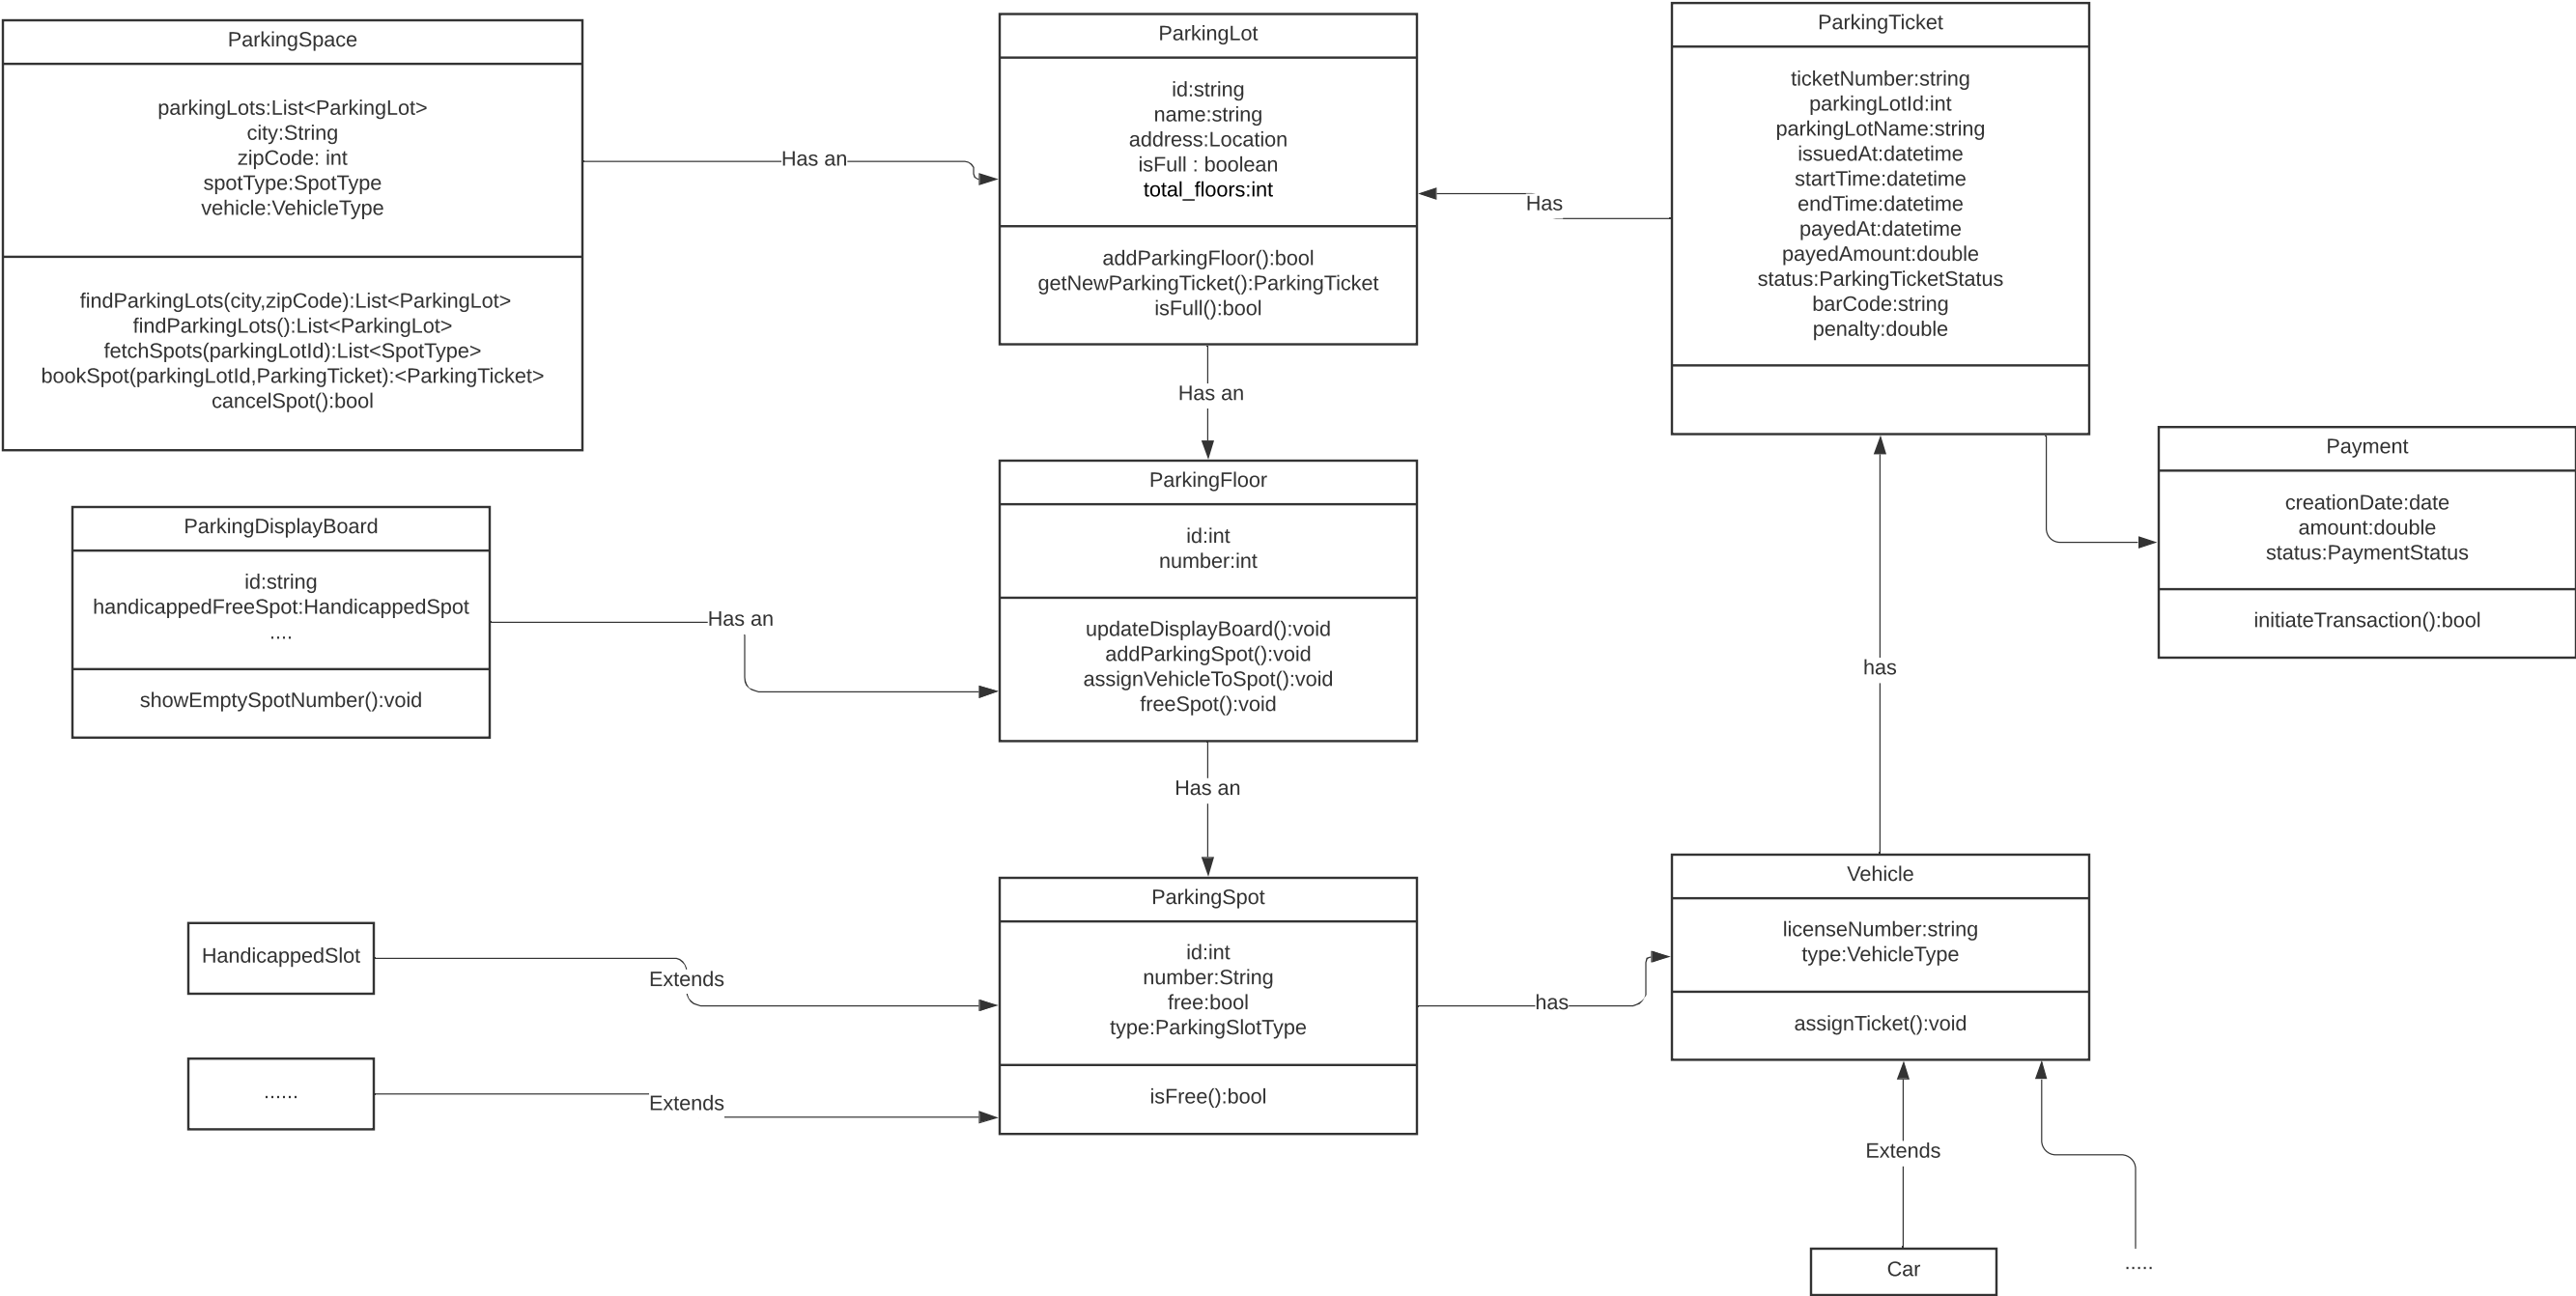 ParkingSpace
parkingLots:List<ParkingLot>
city:String
zipCode: int
spotType:SpotType
vehicle:VehicleType
findParkingLots(city,zipCode):List<ParkingLot>
findParkingLots():List<ParkingLot>
fetchSpots(parkingLotId):List<SpotType>
bookSpot(parkingLotId,ParkingTicket):<ParkingTicket>
cancelSpot():bool
Has an
ParkingLot
id:string
name:string
address:Location
isFull : boolean
total_floors:int
addParkingFloor():bool
getNewParkingTicket():ParkingTicket
isFull():bool
Has
ParkingTicket
ticketNumber:string
parkingLotId:int
parkingLotName:string
issuedAt:datetime
startTime:datetime
endTime:datetime
payedAt:datetime
payedAmount:double
status:ParkingTicketStatus
barCode:string
penalty:double
Has an
Payment
creationDate:date
amount:double
status:PaymentStatus
initiateTransaction():bool
ParkingDisplayBoard
id:string
handicappedFreeSpot:HandicappedSpot
....
showEmptySpotNumber():void
Has an
ParkingFloor
id:int
number:int
updateDisplayBoard():void
addParkingSpot():void
assignVehicleToSpot():void
freeSpot():void
has
Has an
HandicappedSlot
Extends
......
Extends
ParkingSpot
id:int
number:String
free:bool
type:ParkingSlotType
isFree():bool
has
Vehicle
licenseNumber:string
type:VehicleType
assignTicket():void
Extends
Car
.....